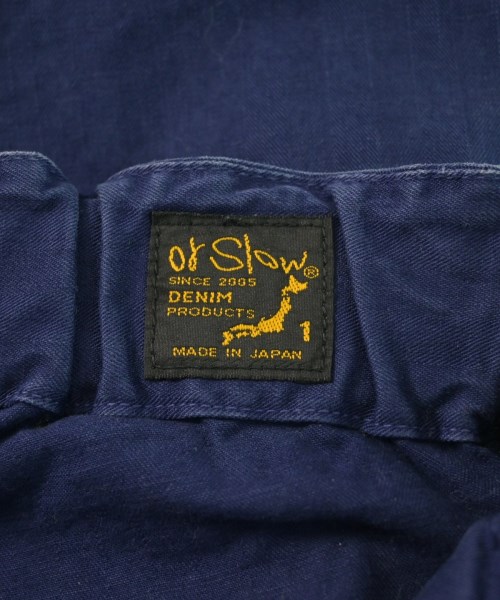 or Slow®
SINCE 2005
DENIM
PRODUCTS
1
MADE IN JAPAN